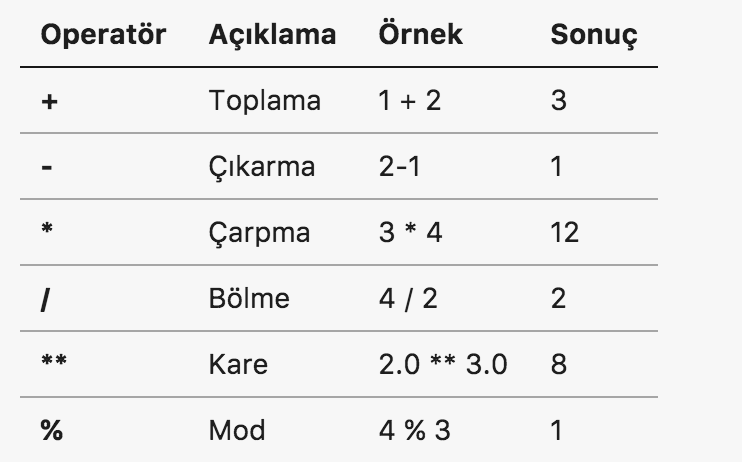 Operatör Açıklama Örnek Sonuç
+ Toplama 1 + 2 3
- Çıkarma 2-1 1
* Çarpma 3 * 4 12
/ Bölme 4 / 2 2
** Kare 2.0 ** 3.0 8
% Mod 4 % 3 1